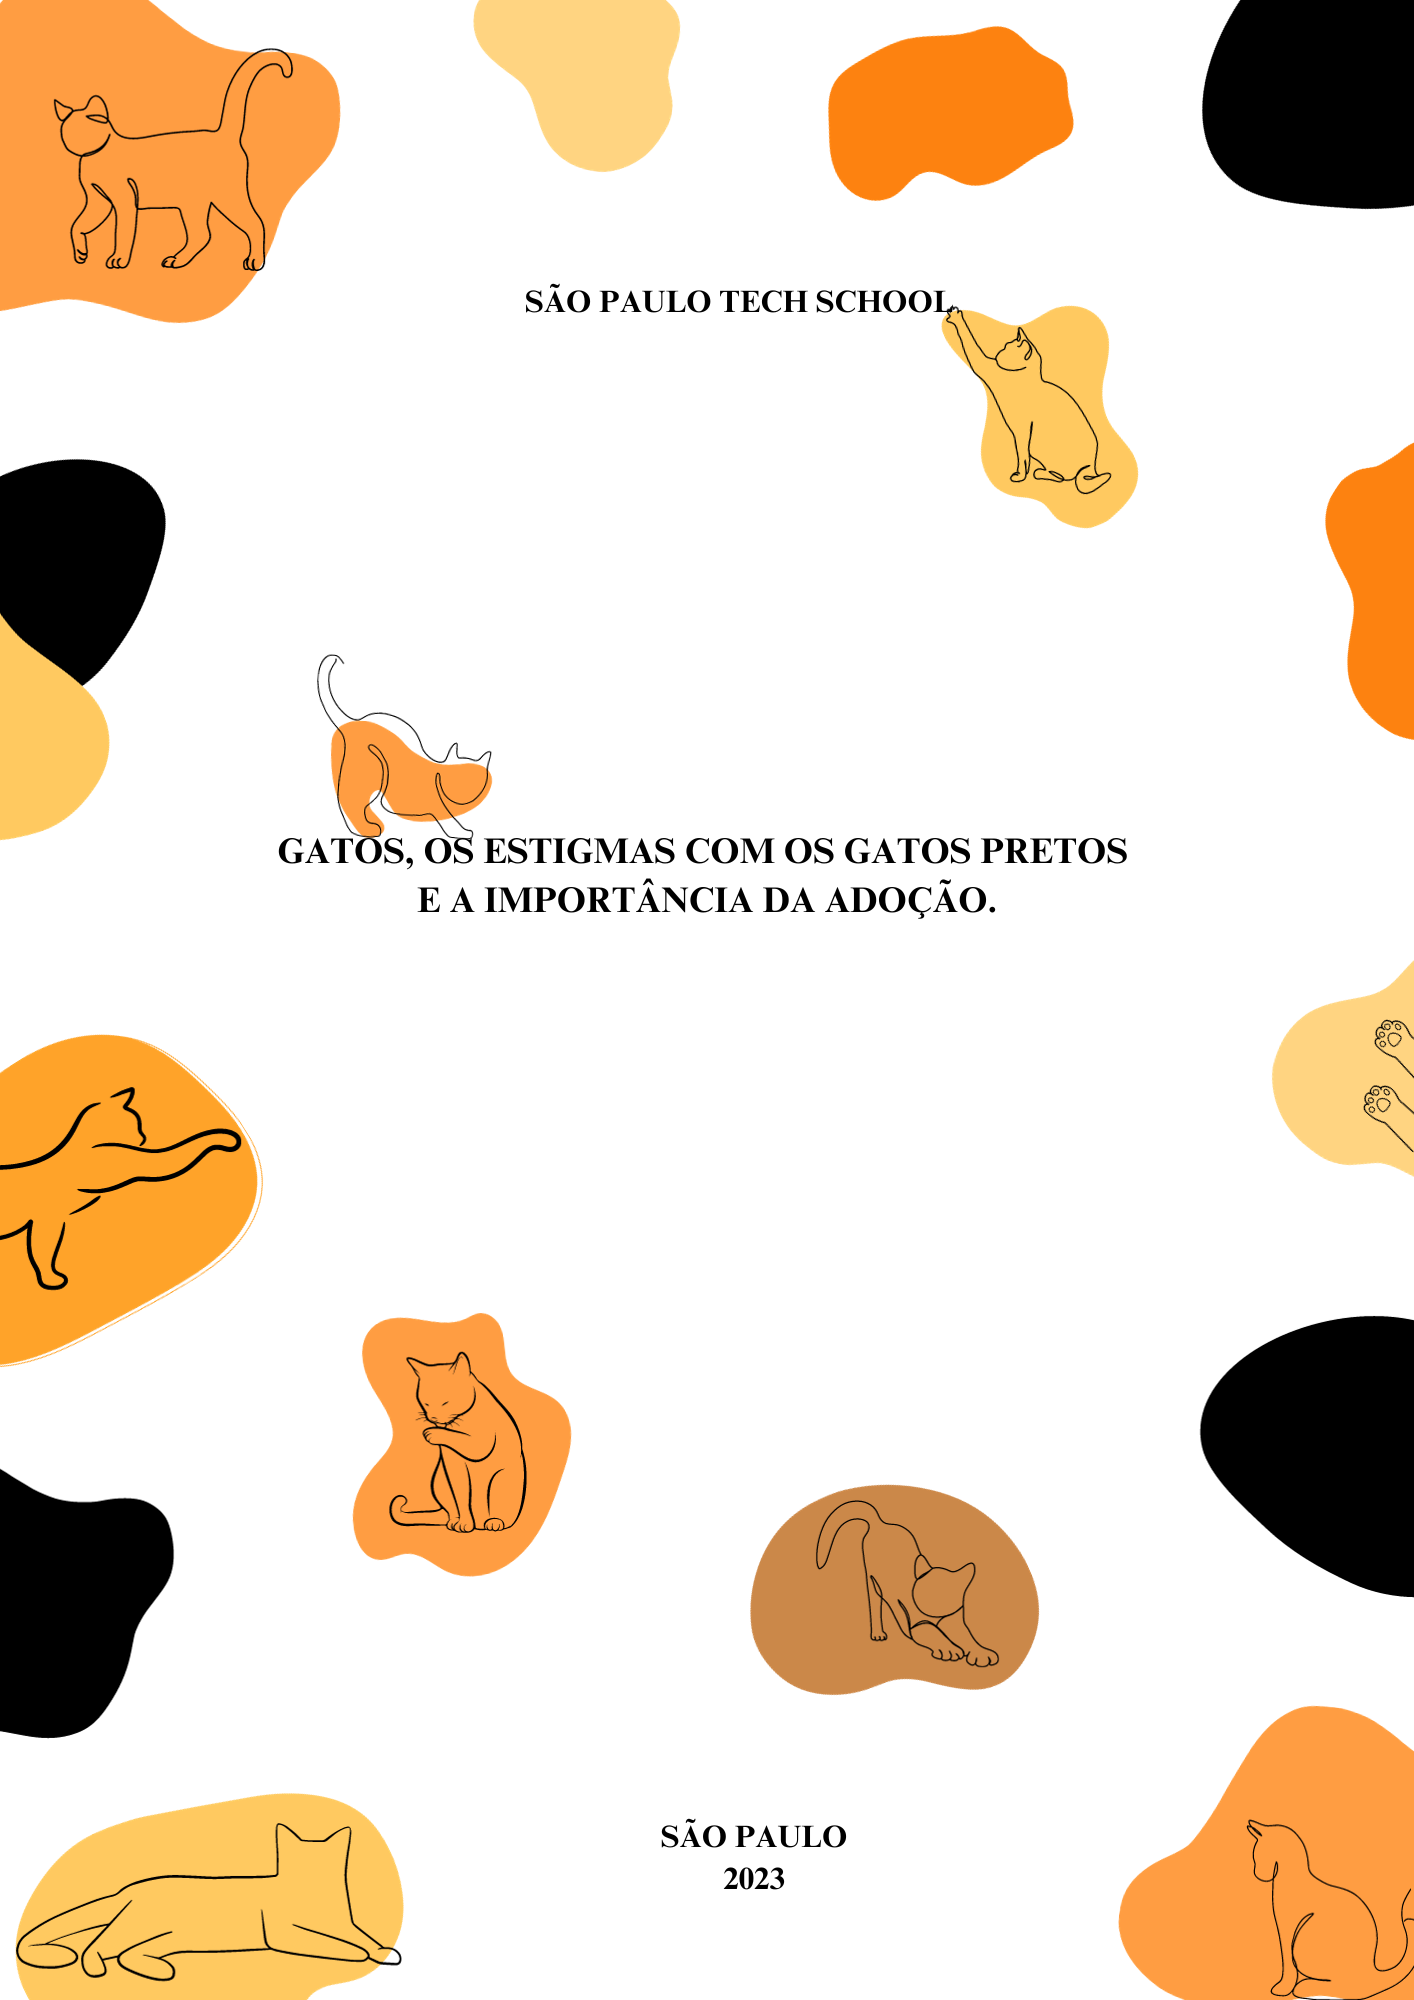 SÃO PAULO TECH SCHOOL
GATOS, OS ESTIGMAS COM OS GATOS PRETOS
E A IMPORTÂNCIA DA ADOÇÃO.
SÃO PAULO
2023